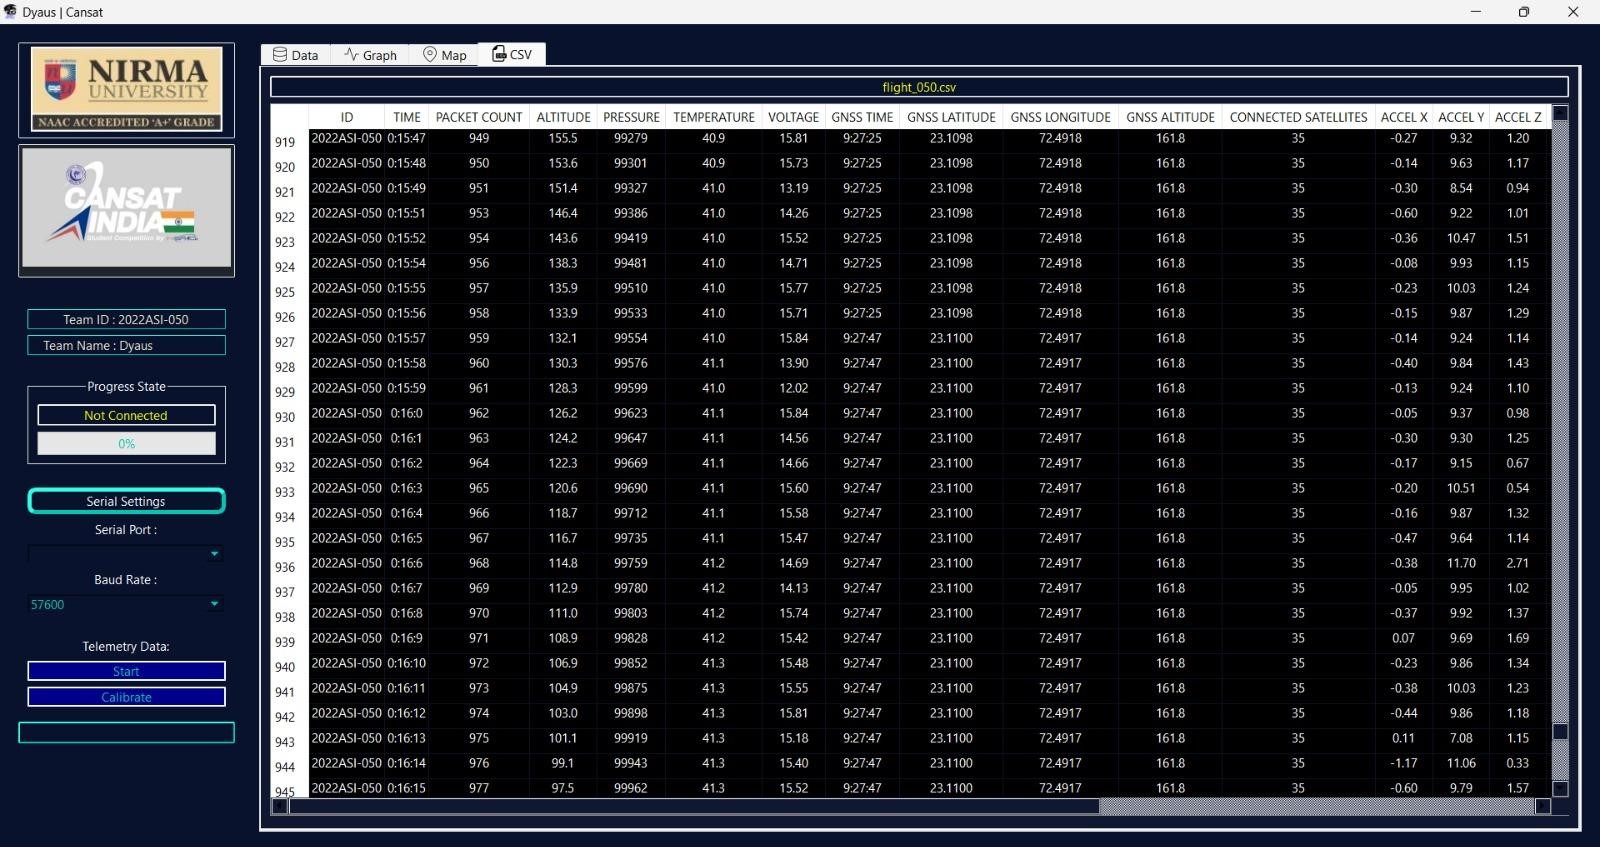 Dyaus | Cansat
NIRMA
UNIVERSITY
NAAC ACCREDITED 'A+' GRADE
CANSAT
INDIA
Student Competition by
Team ID : 2022ASI-050
Team Name : Dyaus
Progress State
Not Connected
0%
Serial Settings
Serial Port :
Baud Rate :
57600
Telemetry Data:
Start
Calibrate
Data Graph Map CSV
flight_050.csv
ID TIME PACKET COUNT ALTITUDE PRESSURE TEMPERATURE VOLTAGE GNSS TIME GNSS LATITUDE GNSS LONGITUDE GNSS ALTITUDE CONNECTED SATELLITES ACCEL X ACCEL Y ACCEL Z
919 2022ASI-050 0:15:47 949 155.5 99279 40.9 15.81 9:27:25 23.1098 72.4918 161.8 35 -0.27 9.32 1.20
920 2022ASI-050 0:15:48 950 153.6 99301 40.9 15.73 9:27:25 23.1098 72.4918 161.8 35 -0.14 9.63 1.17
921 2022ASI-050 0:15:49 951 151.4 99327 41.0 13.19 9:27:25 23.1098 72.4918 161.8 35 -0.30 8.54 0.94
922 2022ASI-050 0:15:51 953 146.4 99386 41.0 14.26 9:27:25 23.1098 72.4918 161.8 35 -0.60 9.22 1.01
923 2022ASI-050 0:15:52 954 143.6 99419 41.0 15.52 9:27:25 23.1098 72.4918 161.8 35 -0.36 10.47 1.51
924 2022ASI-050 0:15:54 956 138.3 99481 41.0 14.71 9:27:25 23.1098 72.4918 161.8 35 -0.08 9.93 1.15
925 2022ASI-050 0:15:55 957 135.9 99510 41.0 15.77 9:27:25 23.1098 72.4918 161.8 35 -0.23 10.03 1.24
926 2022ASI-050 0:15:56 958 133.9 99533 41.0 15.71 9:27:25 23.1098 72.4918 161.8 35 -0.15 9.87 1.29
927 2022ASI-050 0:15:57 959 132.1 99554 41.0 15.84 9:27:47 23.1100 72.4917 161.8 35 -0.14 9.24 1.14
928 2022ASI-050 0:15:58 960 130.3 99576 41.1 13.90 9:27:47 23.1100 72.4917 161.8 35 -0.40 9.84 1.43
929 2022ASI-050 0:15:59 961 128.3 99599 41.0 12.02 9:27:47 23.1100 72.4917 161.8 35 -0.13 9.24 1.10
930 2022ASI-050 0:16:0 962 126.2 99623 41.1 15.84 9:27:47 23.1100 72.4917 161.8 35 -0.05 9.37 0.98
931 2022ASI-050 0:16:1 963 124.2 99647 41.1 14.56 9:27:47 23.1100 72.4917 161.8 35 -0.30 9.30 1.25
932 2022ASI-050 0:16:2 964 122.3 99669 41.1 14.66 9:27:47 23.1100 72.4917 161.8 35 -0.17 9.15 0.67
933 2022ASI-050 0:16:3 965 120.6 99690 41.1 15.60 9:27:47 23.1100 72.4917 161.8 35 -0.20 10.51 0.54
934 2022ASI-050 0:16:4 966 118.7 99712 41.1 15.58 9:27:47 23.1100 72.4917 161.8 35 -0.16 9.87 1.32
935 2022ASI-050 0:16:5 967 116.7 99735 41.1 15.47 9:27:47 23.1100 72.4917 161.8 35 -0.47 9.64 1.14
936 2022ASI-050 0:16:6 968 114.8 99759 41.2 14.69 9:27:47 23.1100 72.4917 161.8 35 -0.38 11.70 2.71
937 2022ASI-050 0:16:7 969 112.9 99780 41.2 14.13 9:27:47 23.1100 72.4917 161.8 35 -0.05 9.95 1.02
938 2022ASI-050 0:16:8 970 111.0 99803 41.2 15.74 9:27:47 23.1100 72.4917 161.8 35 -0.37 9.92 1.37
939 2022ASI-050 0:16:9 971 108.9 99828 41.2 15.42 9:27:47 23.1100 72.4917 161.8 35 0.07 9.69 1.69
940 2022ASI-050 0:16:10 972 106.9 99852 41.3 15.48 9:27:47 23.1100 72.4917 161.8 35 -0.23 9.86 1.34
941 2022ASI-050 0:16:11 973 104.9 99875 41.3 15.55 9:27:47 23.1100 72.4917 161.8 35 -0.38 10.03 1.23
942 2022ASI-050 0:16:12 974 103.0 99898 41.3 15.81 9:27:47 23.1100 72.4917 161.8 35 -0.44 9.86 1.18
943 2022ASI-050 0:16:13 975 101.1 99919 41.3 15.18 9:27:47 23.1100 72.4917 161.8 35 0.11 7.08 1.15
944 2022ASI-050 0:16:14 976 99.1 99943 41.3 15.40 9:27:47 23.1100 72.4917 161.8 35 -1.17 11.06 0.33
945 2022ASI-050 0:16:15 977 97.5 99962 41.3 15.52 9:27:47 23.1100 72.4917 161.8 35 -0.60 9.79 1.57